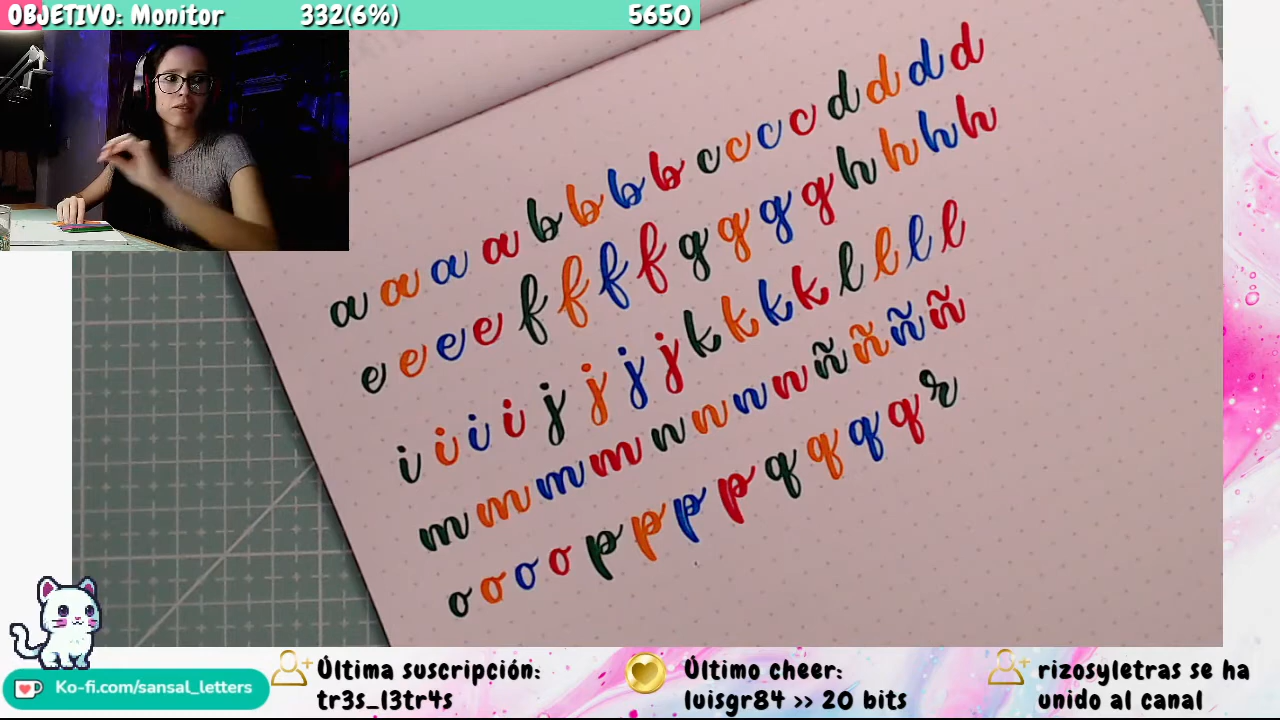 OBJETIVO: Monitor 332(6%) 5650
a a a a b b b b c c c c d d d d
e e e e f f f f g g g g h h h h
i i i i j j j j k k k k l l l l
m m m m n n n n ñ ñ ñ ñ
o o o o p p p p q q q q r
Ko-fi.com/sansal_letters
Última suscripción:
tr3s_l3tr4s
Último cheer:
luisgr84 >> 20 bits
rizosyletras se ha
unido al canal